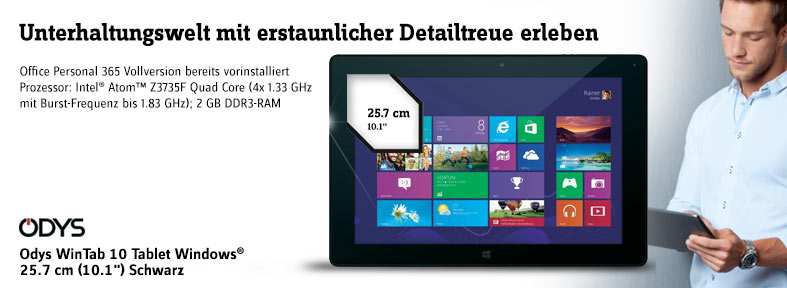 Unterhaltungswelt mit erstaunlicher Detailtreue erleben
Office Personal 365 Vollversion bereits vorinstalliert
Prozessor: Intel® Atom™ Z3735F Quad Core (4x 1.33 GHz
mit Burst-Frequenz bis 1.83 GHz); 2 GB DDR3-RAM
25.7 cm
10.1"
Rainer
8
ODYS
Odys WinTab 10 Tablet Windows®
25.7 cm (10.1") Schwarz